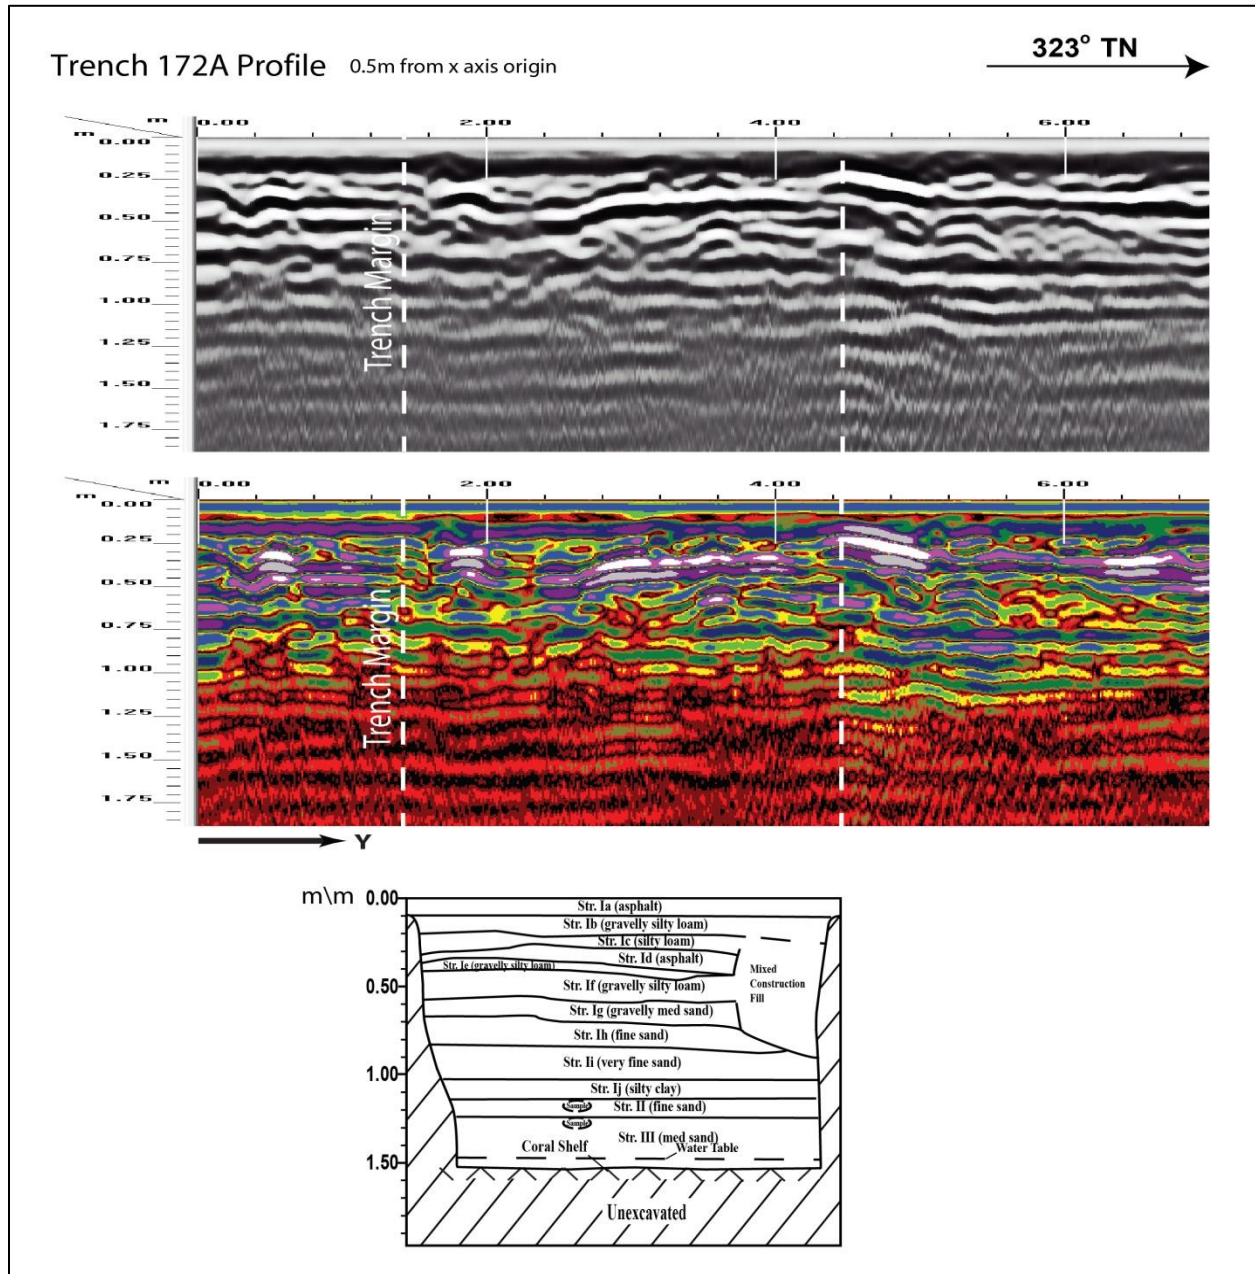 Trench 172A Profile 0.5m from x axis origin
323° TN
m 0.00 2.00 4.00 6.00
m
0.00
0.25
0.50
0.75
1.00
1.25
1.50
1.75
Trench Margin
m 0.00 2.00 4.00 6.00
m
0.00
0.25
0.50
0.75
1.00
1.25
1.50
1.75
Trench Margin
Y
m\m 0.00
Str. Ia (asphalt)
Str. Ib (gravelly silty loam)
Str. Ic (silty loam)
Str. Id (asphalt)
Str. Ie (gravelly silty loam)
Mixed
Construction
Fill
0.50
Str. If (gravelly silty loam)
Str. Ig (gravelly med sand)
Str. Ih (fine sand)
Str. Ii (very fine sand)
1.00
Str. Ij (silty clay)
Sample
Str. II (fine sand)
Sample
Str. III (med sand)
Coral Shelf
Water Table
1.50
Unexcavated